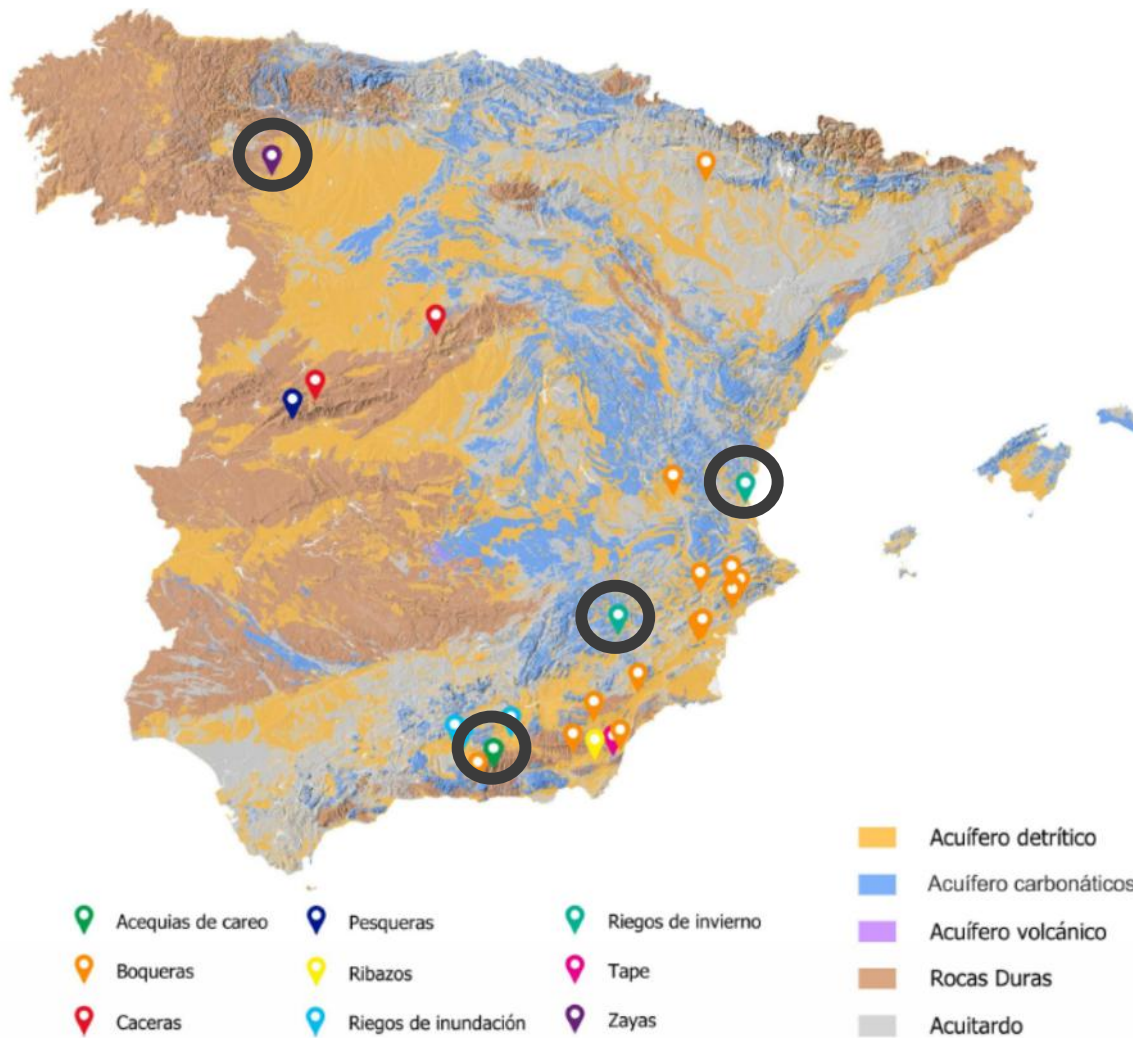 Acequias de careo
Boqueras
Caceras
Pesqueras
Ribazos
Riegos de inundación
Riegos de invierno
Tape
Zayas
Acuífero detrítico
Acuífero carbonáticos
Acuífero volcánico
Rocas Duras
Acuitardo